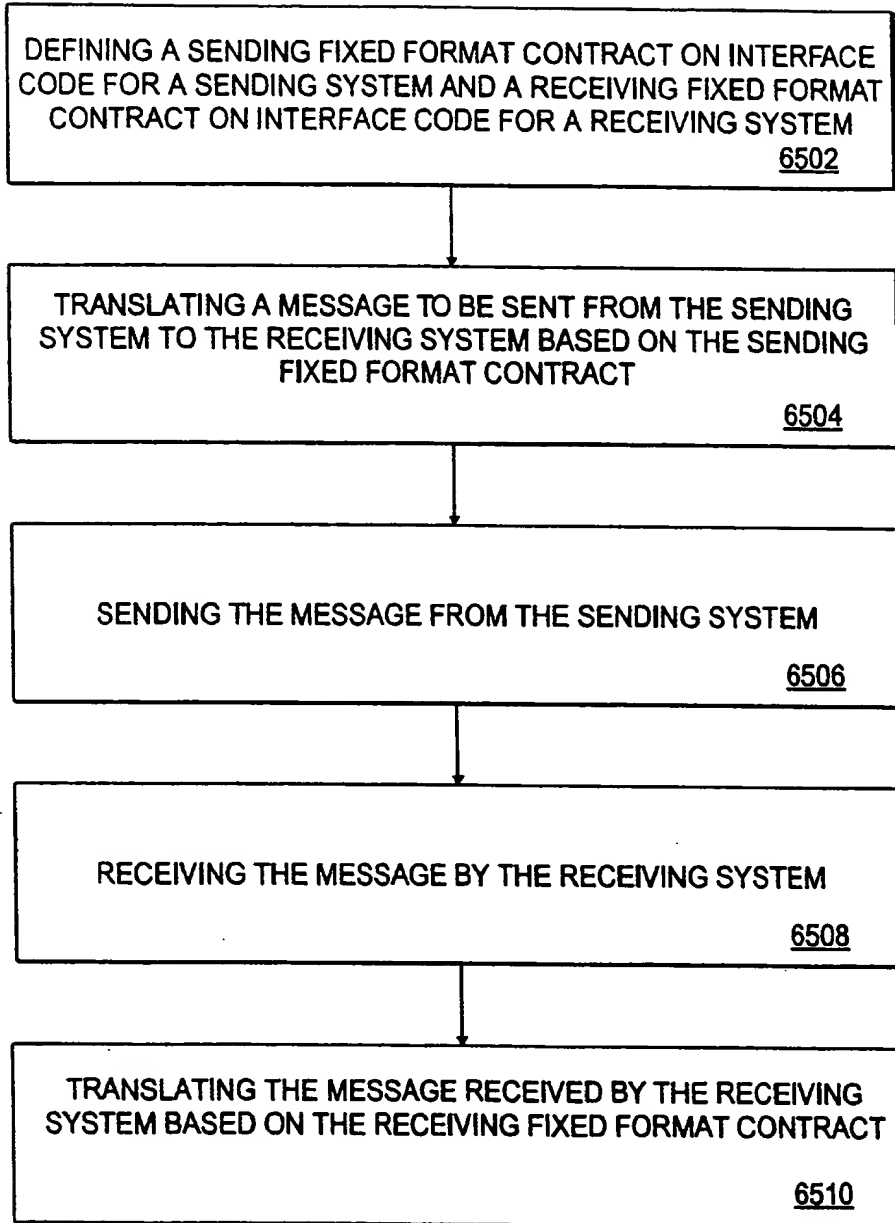 DEFINING A SENDING FIXED FORMAT CONTRACT ON INTERFACE
CODE FOR A SENDING SYSTEM AND A RECEIVING FIXED FORMAT
CONTRACT ON INTERFACE CODE FOR A RECEIVING SYSTEM
6502
TRANSLATING A MESSAGE TO BE SENT FROM THE SENDING
SYSTEM TO THE RECEIVING SYSTEM BASED ON THE SENDING
FIXED FORMAT CONTRACT
6504
SENDING THE MESSAGE FROM THE SENDING SYSTEM
6506
RECEIVING THE MESSAGE BY THE RECEIVING SYSTEM
6508
TRANSLATING THE MESSAGE RECEIVED BY THE RECEIVING
SYSTEM BASED ON THE RECEIVING FIXED FORMAT CONTRACT
6510